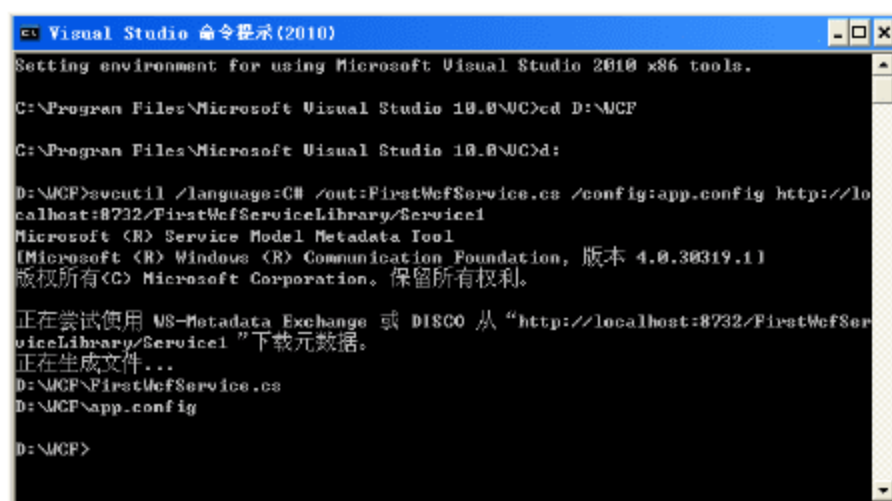 Visual Studio 命令提示(2010)
Setting environment for using Microsoft Visual Studio 2010 x86 tools.
C:\Program Files\Microsoft Visual Studio 10.0\VC>cd D:\WCF
C:\Program Files\Microsoft Visual Studio 10.0\VC>d:
D:\WCF>svcutil /language:C# /out:FirstWcfService.cs /config:app.config http://lo
calhost:8732/FirstWcfServiceLibrary/Service1
Microsoft (R) Service Model Metadata Tool
[Microsoft (R) Windows (R) Communication Foundation, 版本 4.0.30319.1]
版权所有(C) Microsoft Corporation。保留所有权利。
正在尝试使用 WS-Metadata Exchange 或 DISCO 从“http://localhost:8732/FirstWcfSer
viceLibrary/Service1 ”下载元数据。
正在生成文件...
D:\WCF\FirstWcfService.cs
D:\WCF\app.config
D:\WCF>